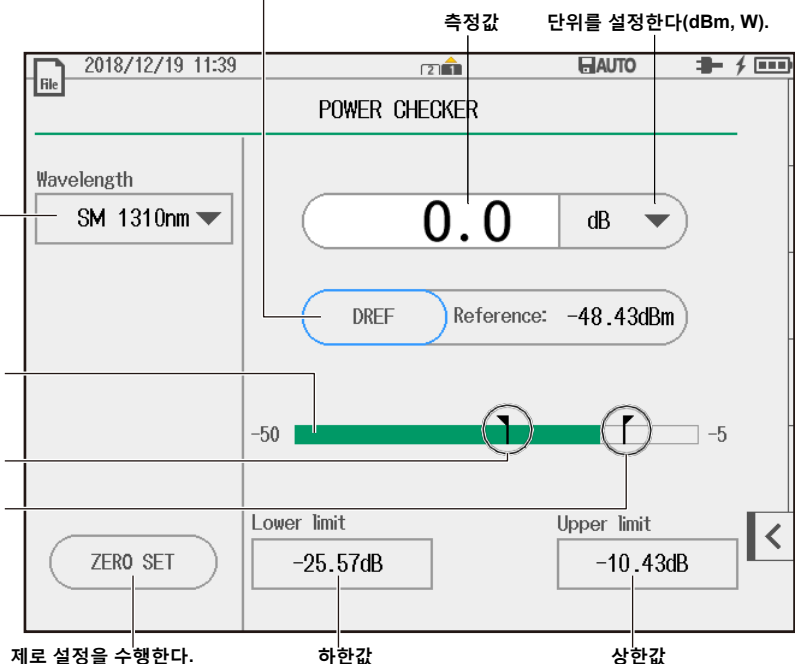 측정값
단위를 설정한다(dBm, W).
File
2018/12/19 11:39
2 1
AUTO
POWER CHECKER
Wavelength
SM 1310nm
0.0
dB
DREF
Reference: -48.43dBm
-50
-5
Lower limit
Upper limit
ZERO SET
-25.57dB
-10.43dB
제로 설정을 수행한다.
하한값
상한값